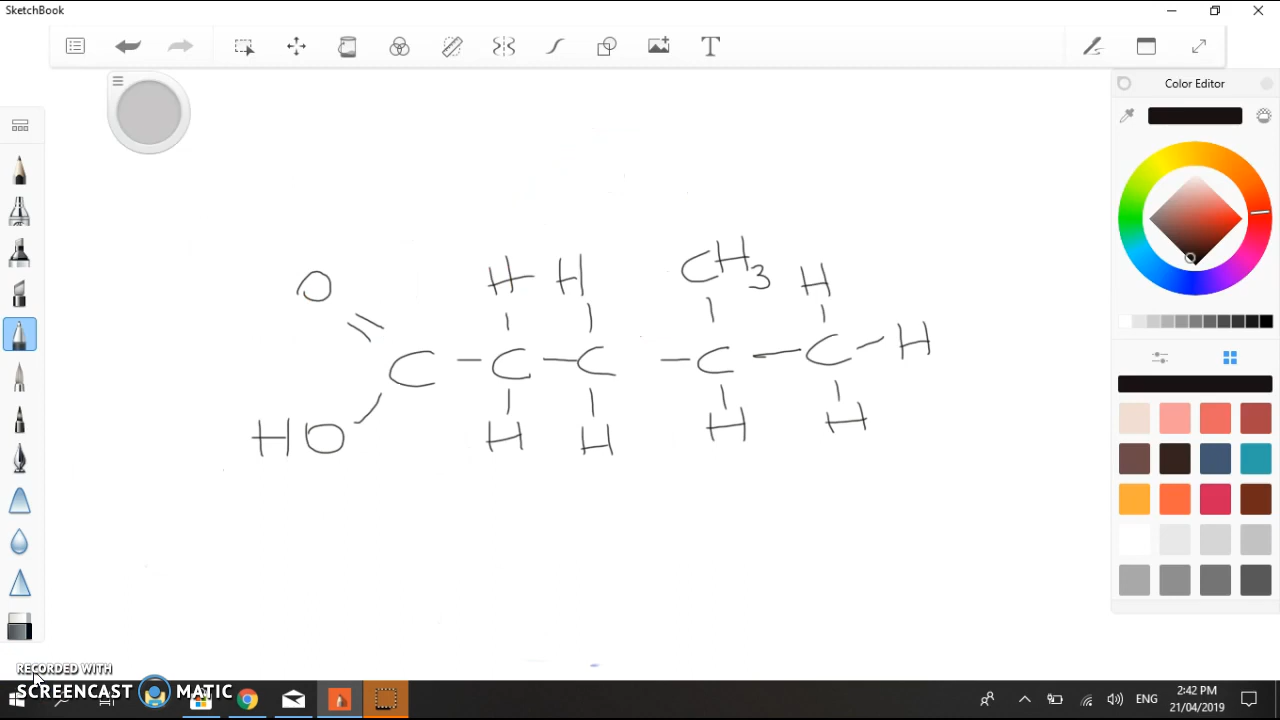 SketchBook
Color Editor
CH3
H H H
O
C - C - C - C - C - H
HO H H H H
RECORDED WITH
SCREENCAST MATIC
ENG
2:42 PM
21/04/2019